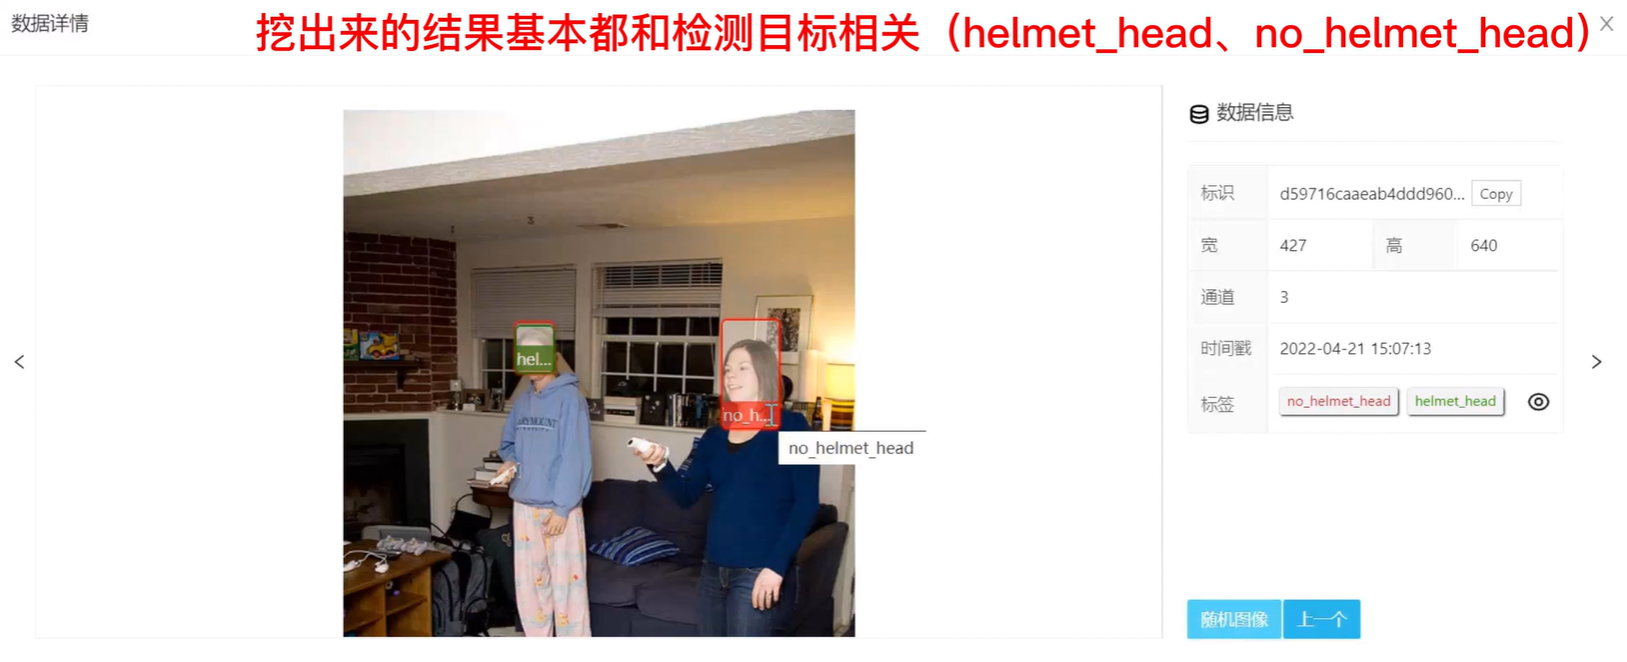 数据详情
挖出来的结果基本都和检测目标相关（helmet_head、no_helmet_head）
数据信息
标识 d59716caaeab4ddd960... Copy
宽 427 高 640
通道 3
时间戳 2022-04-21 15:07:13
标签 no_helmet_head helmet_head
hel...
no_h...
no_helmet_head
随机图像 上一个